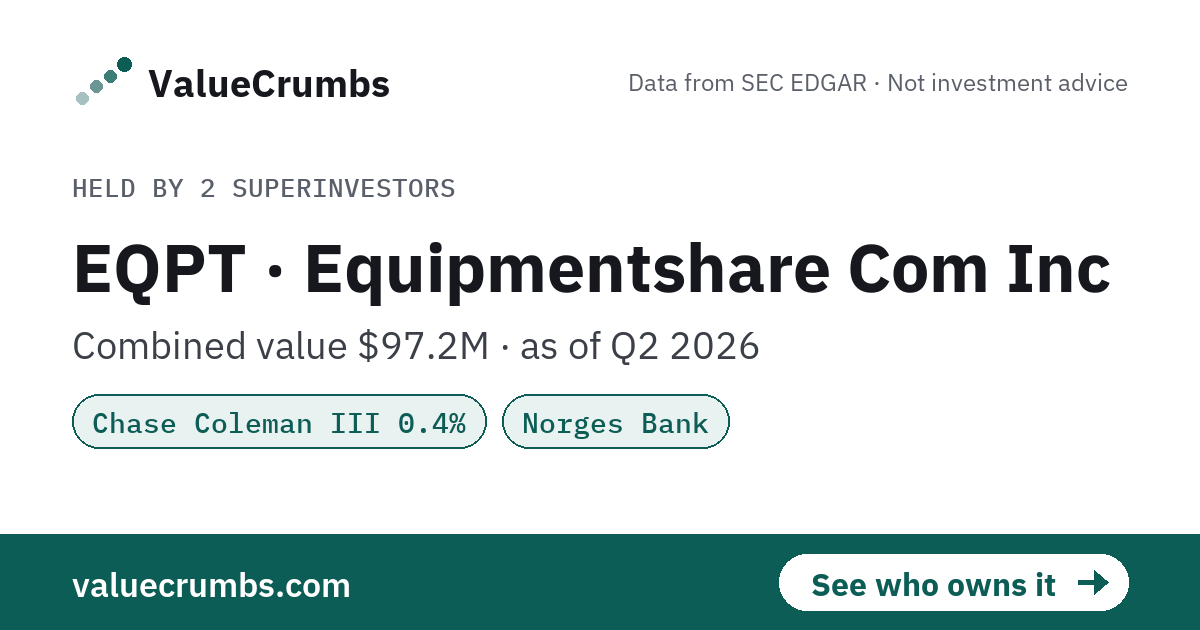 ValueCrumbs
Data from SEC EDGAR · Not investment advice
HELD BY 2 SUPERINVESTORS
EQPT · Equipmentshare Com Inc
Combined value $97.2M · as of Q2 2026
Chase Coleman III 0.4%
Norges Bank
valuecrumbs.com
See who owns it →